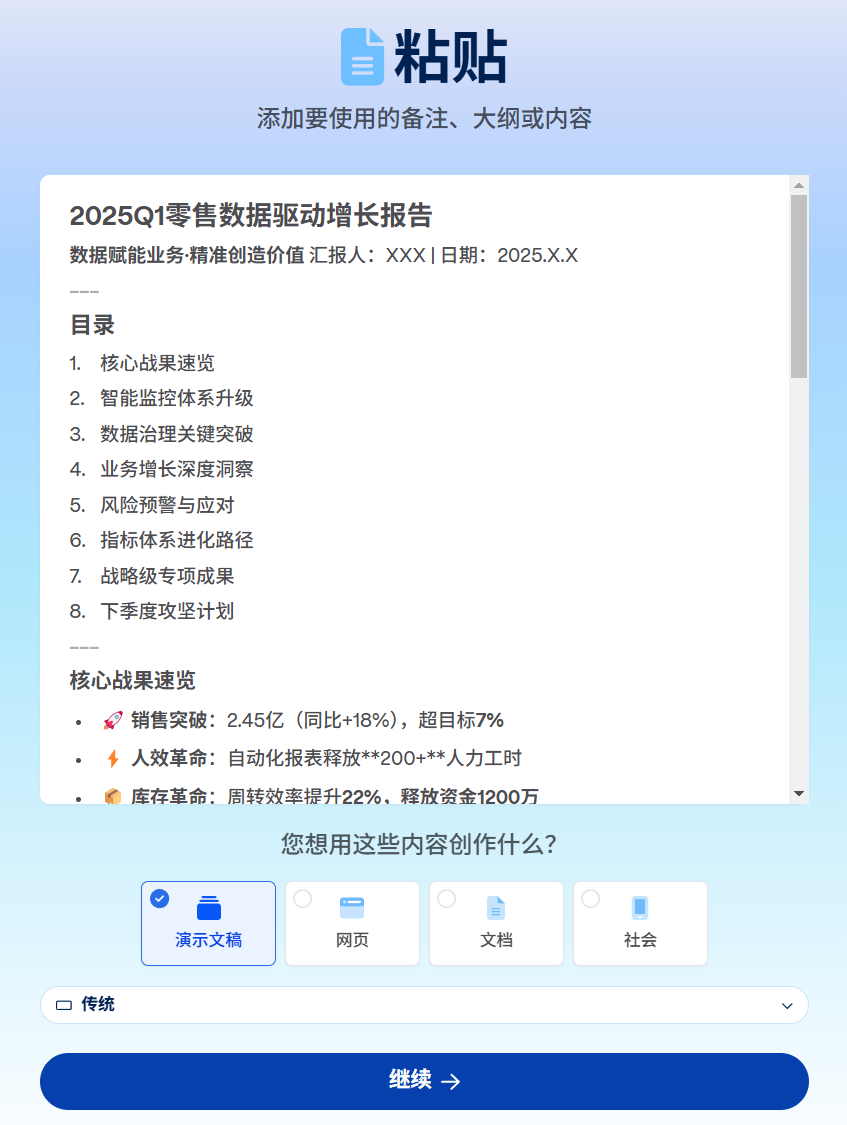 粘贴
添加要使用的备注、大纲或内容
2025Q1零售数据驱动增长报告
数据赋能业务·精准创造价值 汇报人：XXX | 日期：2025.X.X
---
目录
1. 核心战果速览
2. 智能监控体系升级
3. 数据治理关键突破
4. 业务增长深度洞察
5. 风险预警与应对
6. 指标体系进化路径
7. 战略级专项成果
8. 下季度攻坚计划
---
核心战果速览
• 🚀 销售突破：2.45亿（同比+18%），超目标7%
• ⚡ 人效革命：自动化报表释放**200+**人力工时
• 📦 库存革命：周转效率提升22%，释放资金1200万
您想用这些内容创作什么？
演示文稿 网页 文档 社会
传统
继续 →